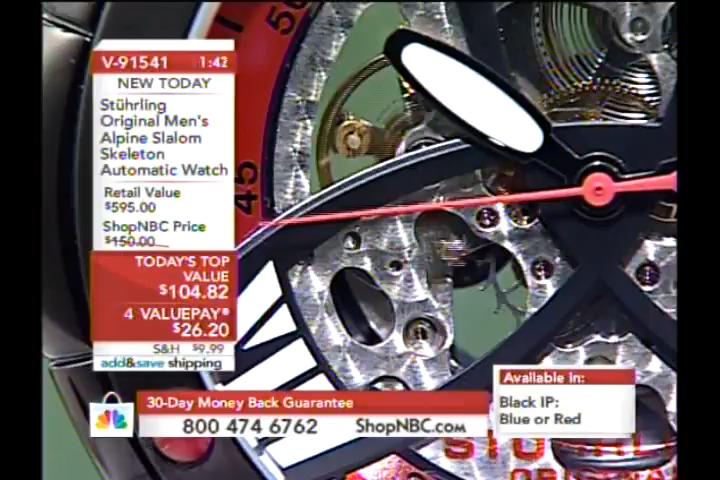 V-91541 1:42
NEW TODAY
Stührling
Original Men's
Alpine Slalom
Skeleton
Automatic Watch
Retail Value
$595.00
ShopNBC Price
$150.00
TODAY'S TOP
VALUE
$104.82
4 VALUEPAY®
$26.20
S&H $9.99
add&save shipping
30-Day Money Back Guarantee
800 474 6762 ShopNBC.com
Available in:
Black IP:
Blue or Red
45